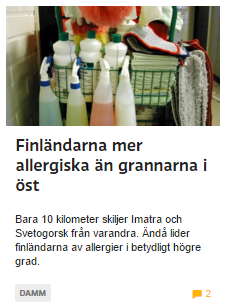 Finländarna mer
allergiska än grannarna i
öst
Bara 10 kilometer skiljer Imatra och
Svetogorsk från varandra. Ändå lider
finländarna av allergier i betydligt högre
grad.
DAMM
2